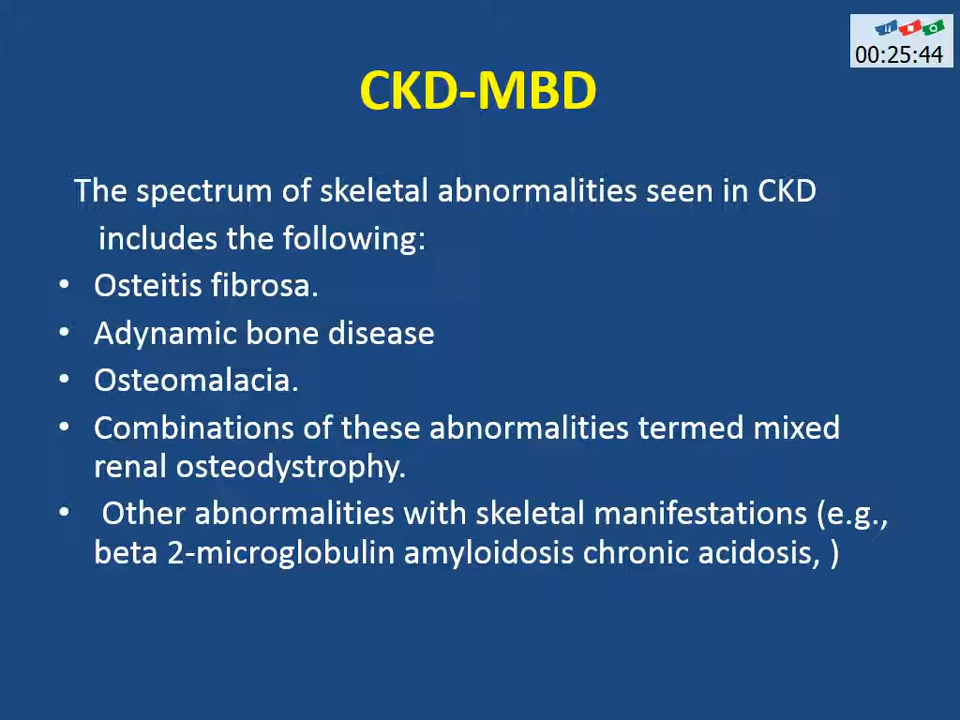 00:25:44
CKD-MBD
The spectrum of skeletal abnormalities seen in CKD
includes the following:
• Osteitis fibrosa.
• Adynamic bone disease
• Osteomalacia.
• Combinations of these abnormalities termed mixed
renal osteodystrophy.
• Other abnormalities with skeletal manifestations (e.g.,
beta 2-microglobulin amyloidosis chronic acidosis, )